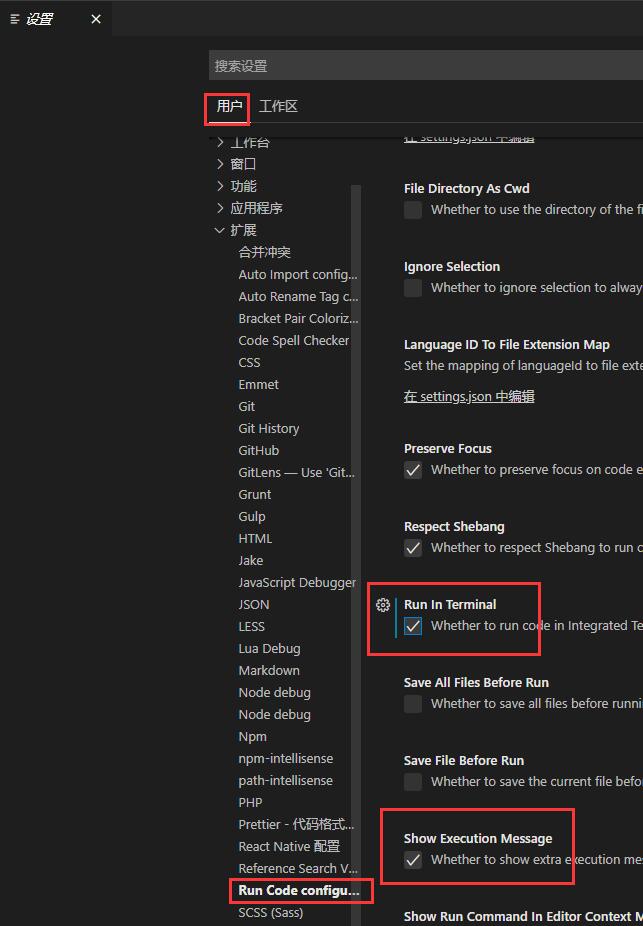 设置
搜索设置
用户 工作区
工作台
窗口
功能
应用程序
扩展
合并冲突
Auto Import config...
Auto Rename Tag c...
Bracket Pair Coloriz...
Code Spell Checker
CSS
Emmet
Git
Git History
GitHub
GitLens — Use 'Git...
Grunt
Gulp
HTML
Jake
JavaScript Debugger
JSON
LESS
Lua Debug
Markdown
Node debug
Node debug
Npm
npm-intellisense
path-intellisense
PHP
Prettier - 代码格式...
React Native 配置
Reference Search V...
Run Code configu...
SCSS (Sass)
在 settings.json 中编辑
File Directory As Cwd
Whether to use the directory of the fi
Ignore Selection
Whether to ignore selection to alway
Language ID To File Extension Map
Set the mapping of languageId to file exte
在 settings.json 中编辑
Preserve Focus
Whether to preserve focus on code e
Respect Shebang
Whether to respect Shebang to run c
Run In Terminal
Whether to run code in Integrated Te
Save All Files Before Run
Whether to save all files before runni
Save File Before Run
Whether to save the current file befo
Show Execution Message
Whether to show extra execution mes
Show Run Command In Editor Context M